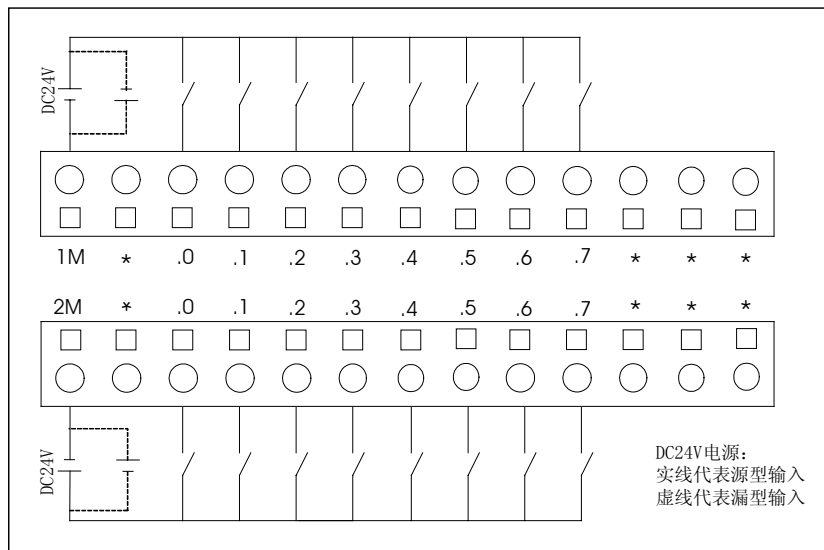 DC24V
1M * .0 .1 .2 .3 .4 .5 .6 .7 * * *
2M * .0 .1 .2 .3 .4 .5 .6 .7 * * *
DC24V
DC24V电源:
实线代表源型输入
虚线代表漏型输入